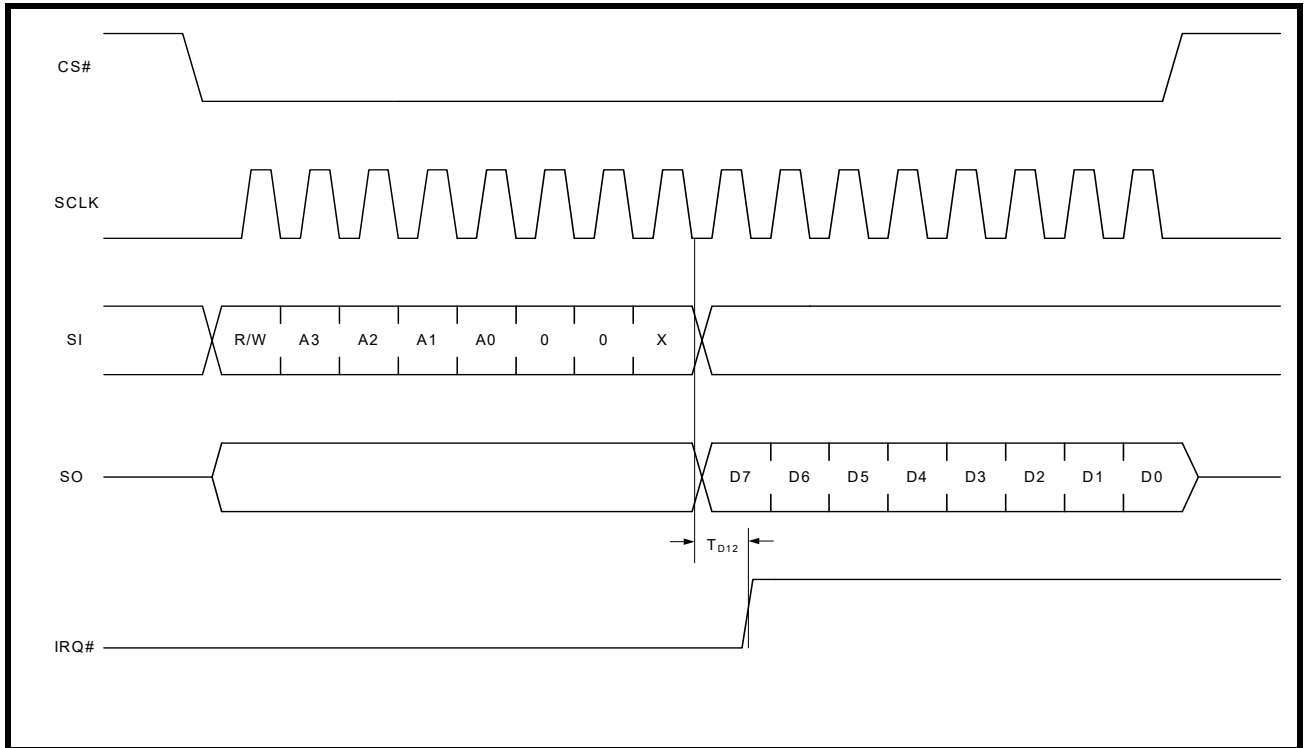 CS#
SCLK
SI R/W A3 A2 A1 A0 0 0 X
SO D7 D6 D5 D4 D3 D2 D1 D0
TD12
IRQ#